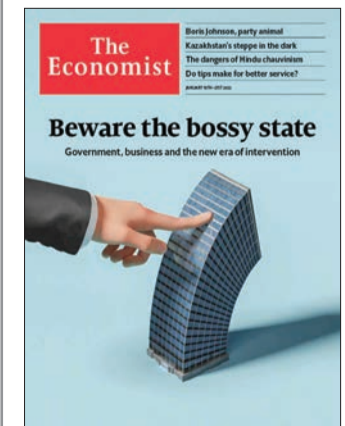 The
Economist
Boris Johnson, party animal
Kazakhstan's steppe in the dark
The dangers of Hindu chauvinism
Do tips make for better service?
Beware the bossy state
Government, business and the new era of intervention